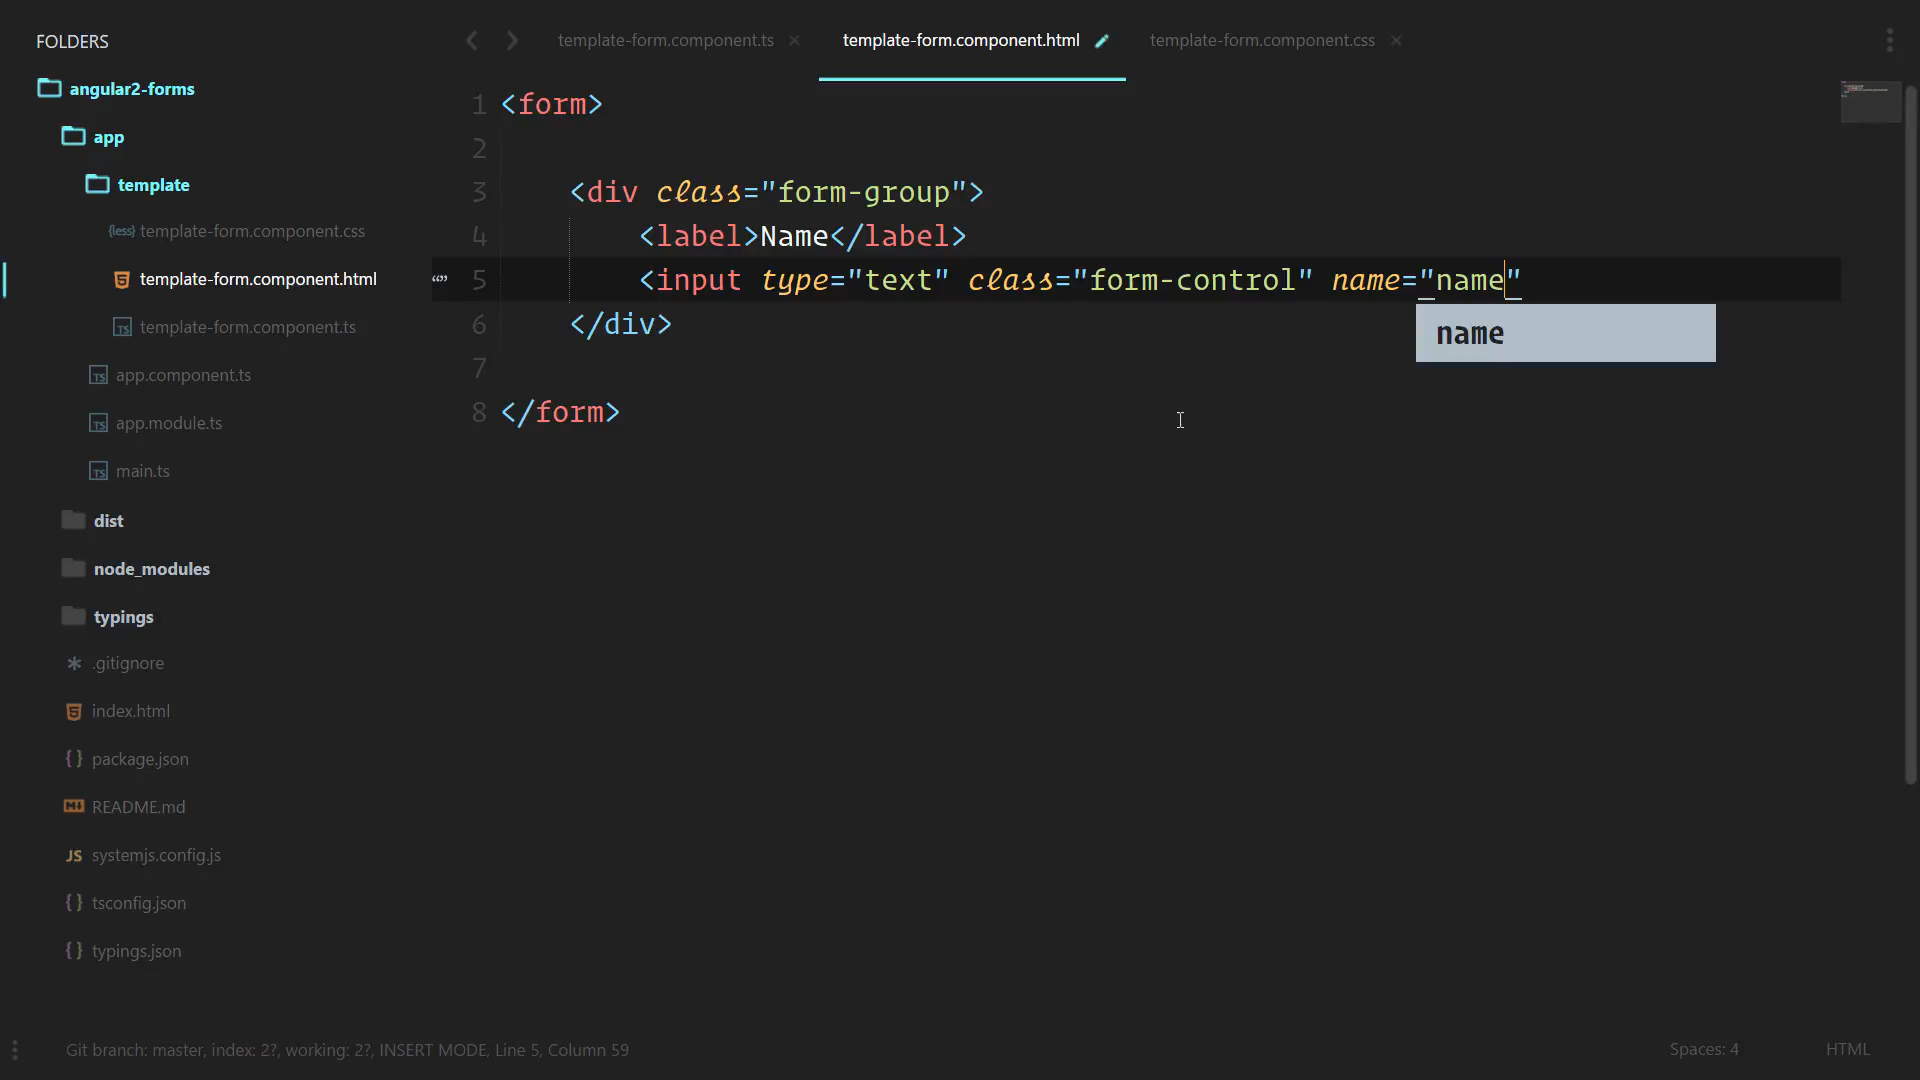 FOLDERS
angular2-forms
app
template
{less} template-form.component.css
template-form.component.html
TS template-form.component.ts
TS app.component.ts
TS app.module.ts
TS main.ts
dist
node_modules
typings
.gitignore
index.html
{ } package.json
README.md
JS systemjs.config.js
{ } tsconfig.json
{ } typings.json
template-form.component.ts
template-form.component.html
template-form.component.css
1 <form>
2
3 <div class="form-group">
4 <label>Name</label>
“” 5 <input type="text" class="form-control" name="name"
name
6 </div>
7
8 </form>
Git branch: master, index: 2?, working: 2?, INSERT MODE, Line 5, Column 59
Spaces: 4
HTML